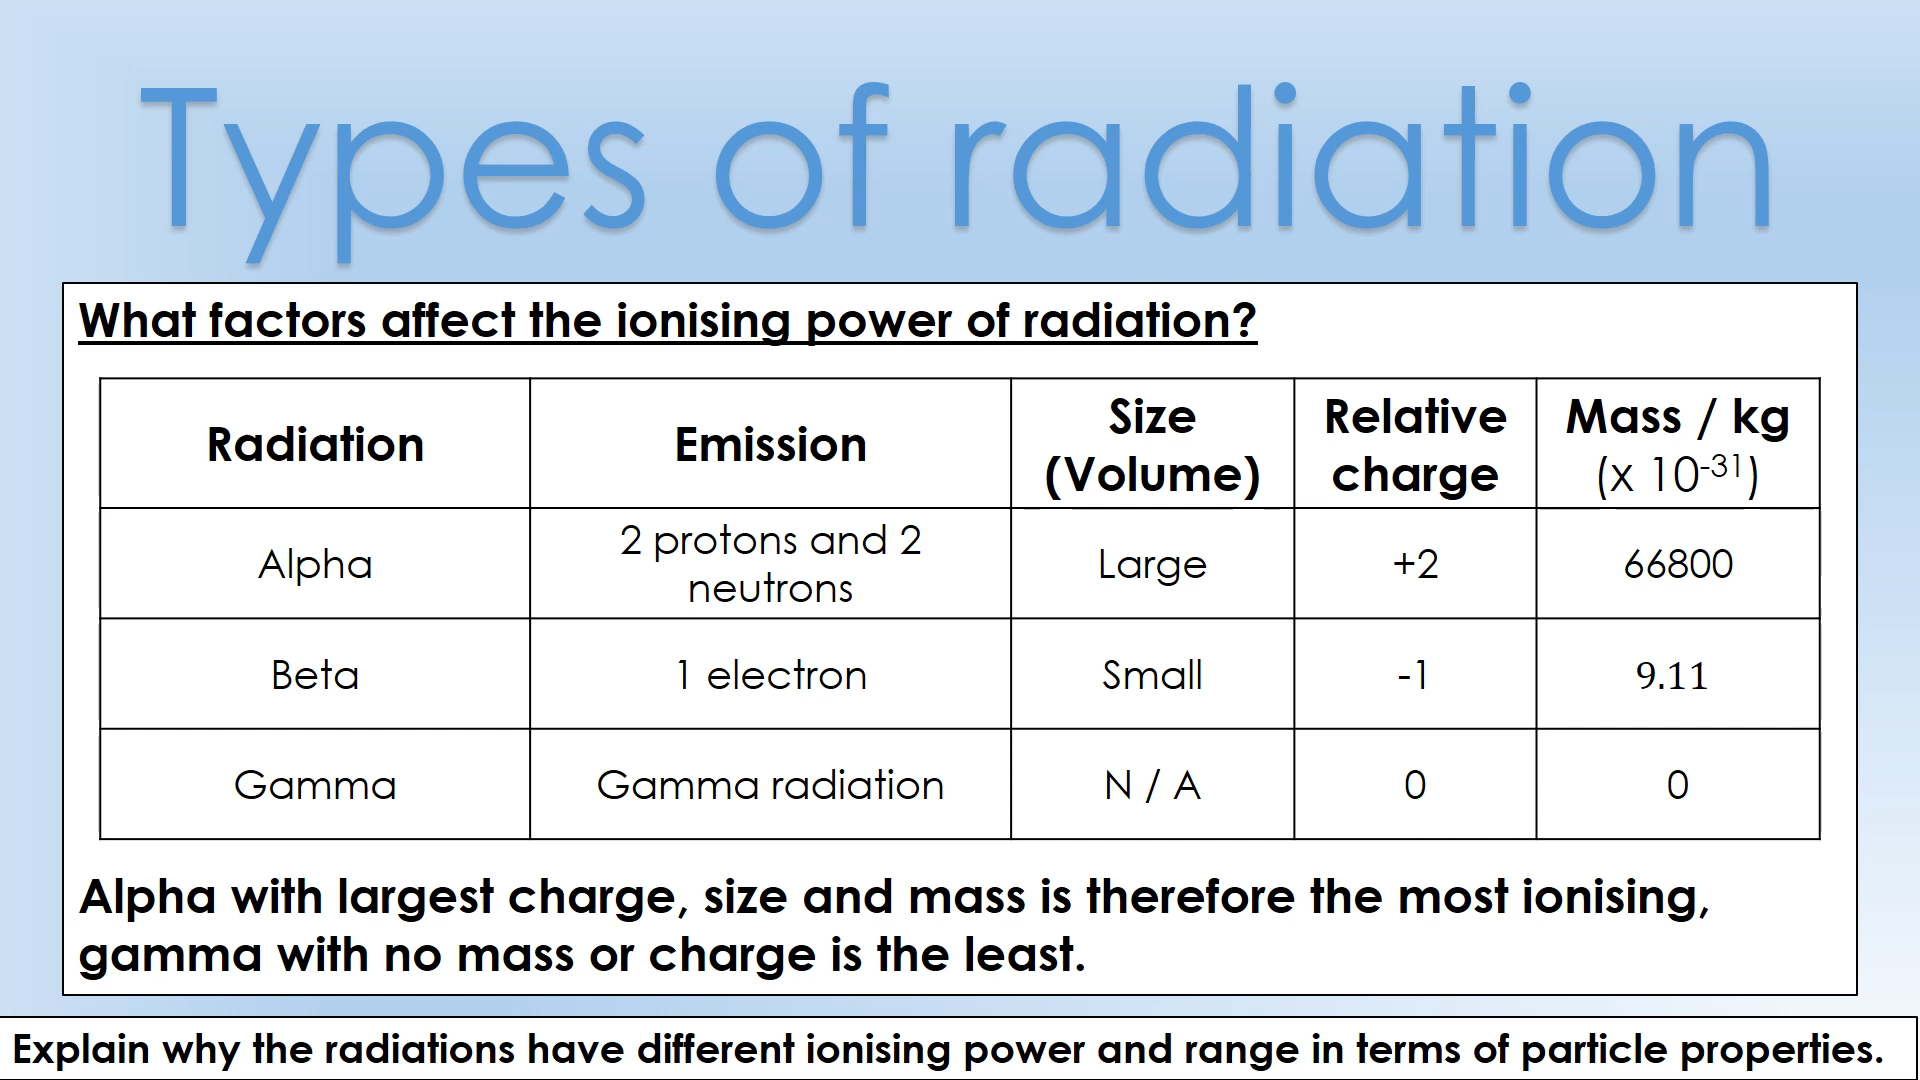 Types of radiation
What factors affect the ionising power of radiation?
Radiation
Emission
Size
(Volume)
Relative
charge
Mass / kg
(x 10⁻³¹)
Alpha
2 protons and 2
neutrons
Large
+2
66800
Beta
1 electron
Small
-1
9.11
Gamma
Gamma radiation
N / A
0
0
Alpha with largest charge, size and mass is therefore the most ionising,
gamma with no mass or charge is the least.
Explain why the radiations have different ionising power and range in terms of particle properties.